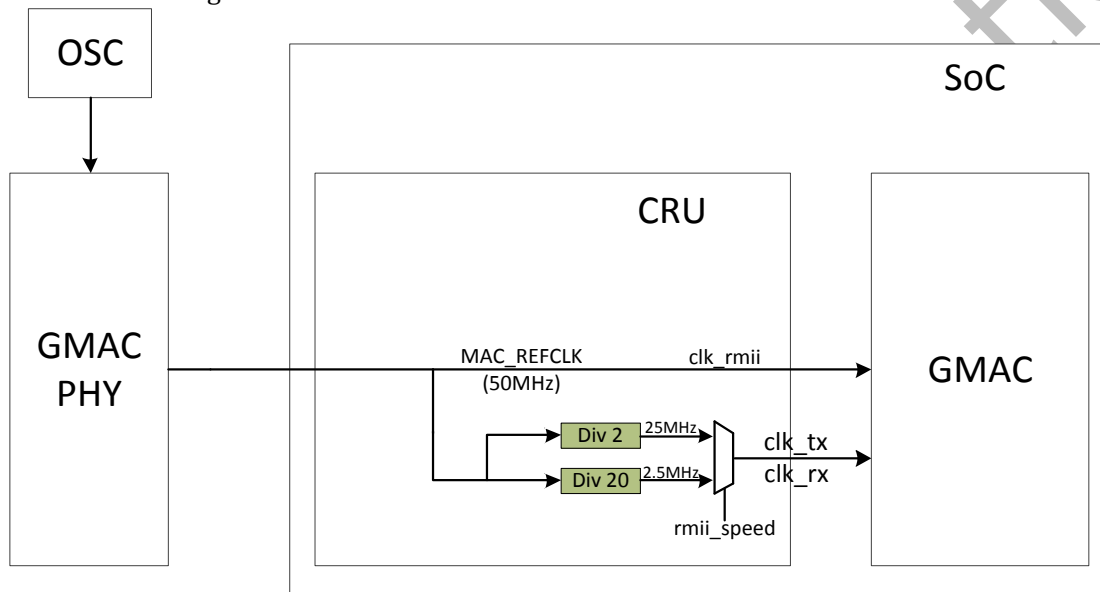 OSC
SoC
CRU
GMAC
PHY
MAC_REFCLK
(50MHz)
clk_rmii
GMAC
Div 2
25MHz
clk_tx
Div 20
2.5MHz
clk_rx
rmii_speed